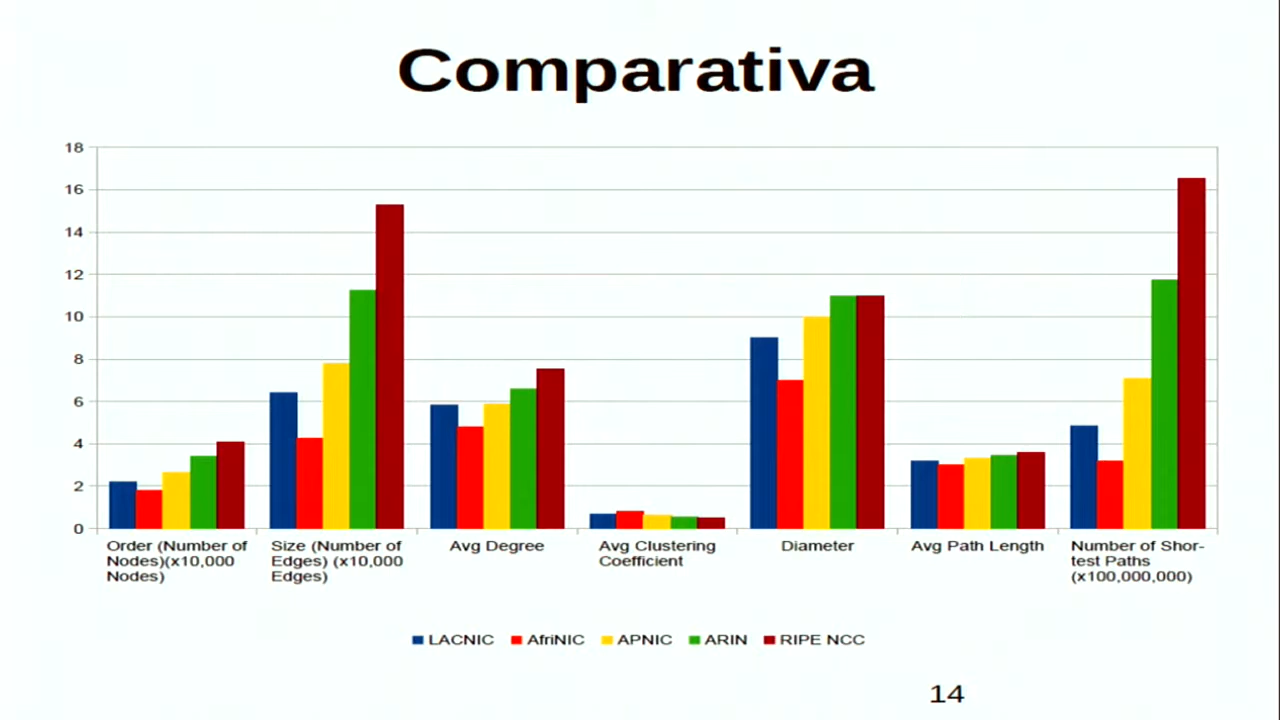 Comparativa
18
16
14
12
10
8
6
4
2
0
Order (Number of
Nodes)(x10,000
Nodes)
Size (Number of
Edges) (x10,000
Edges)
Avg Degree
Avg Clustering
Coefficient
Diameter
Avg Path Length
Number of Shor-
test Paths
(x100,000,000)
LACNIC AfriNIC APNIC ARIN RIPE NCC
14